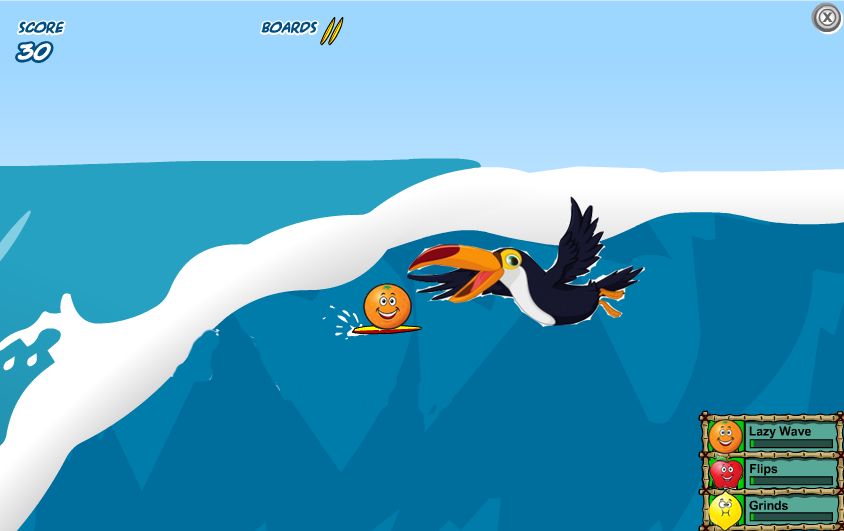 SCORE
30
BOARDS
X
Lazy Wave
Flips
Grinds